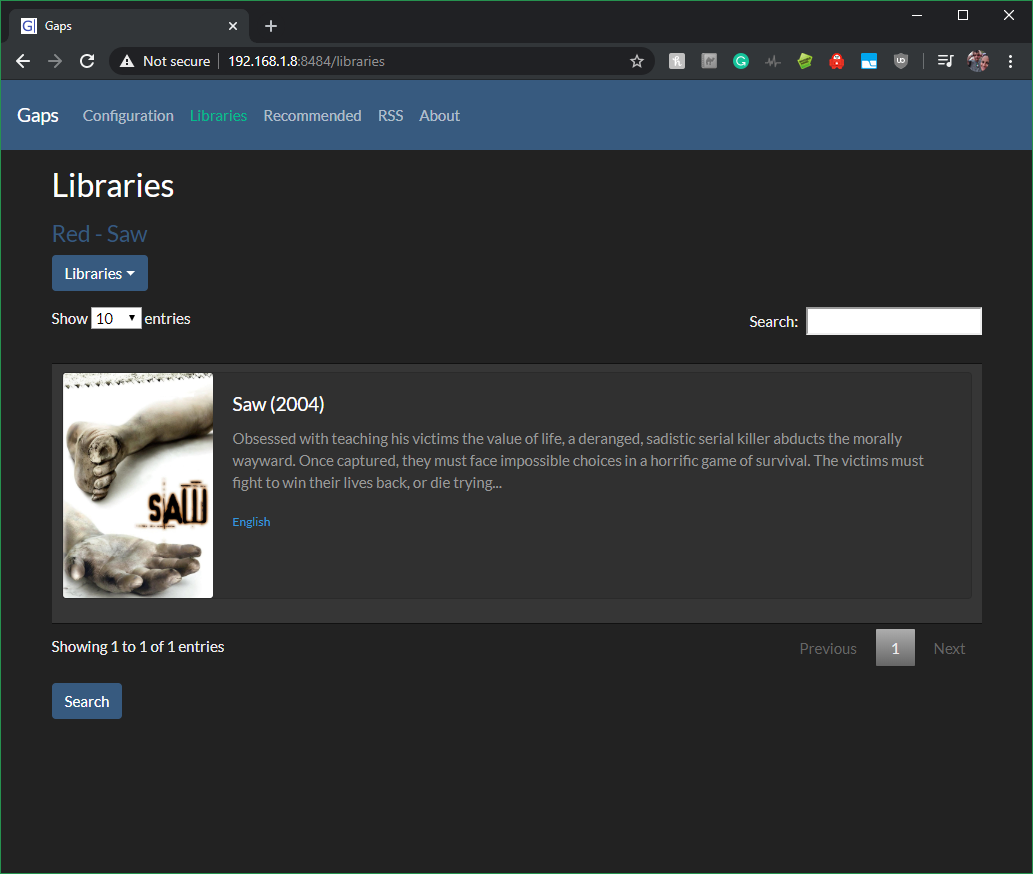 Gaps
Not secure 192.168.1.8:8484/libraries
Gaps Configuration Libraries Recommended RSS About
Libraries
Red - Saw
Libraries
Show 10 entries
Search:
Saw (2004)
Obsessed with teaching his victims the value of life, a deranged, sadistic serial killer abducts the morally
wayward. Once captured, they must face impossible choices in a horrific game of survival. The victims must
fight to win their lives back, or die trying...
English
SAW
Showing 1 to 1 of 1 entries
Previous 1 Next
Search